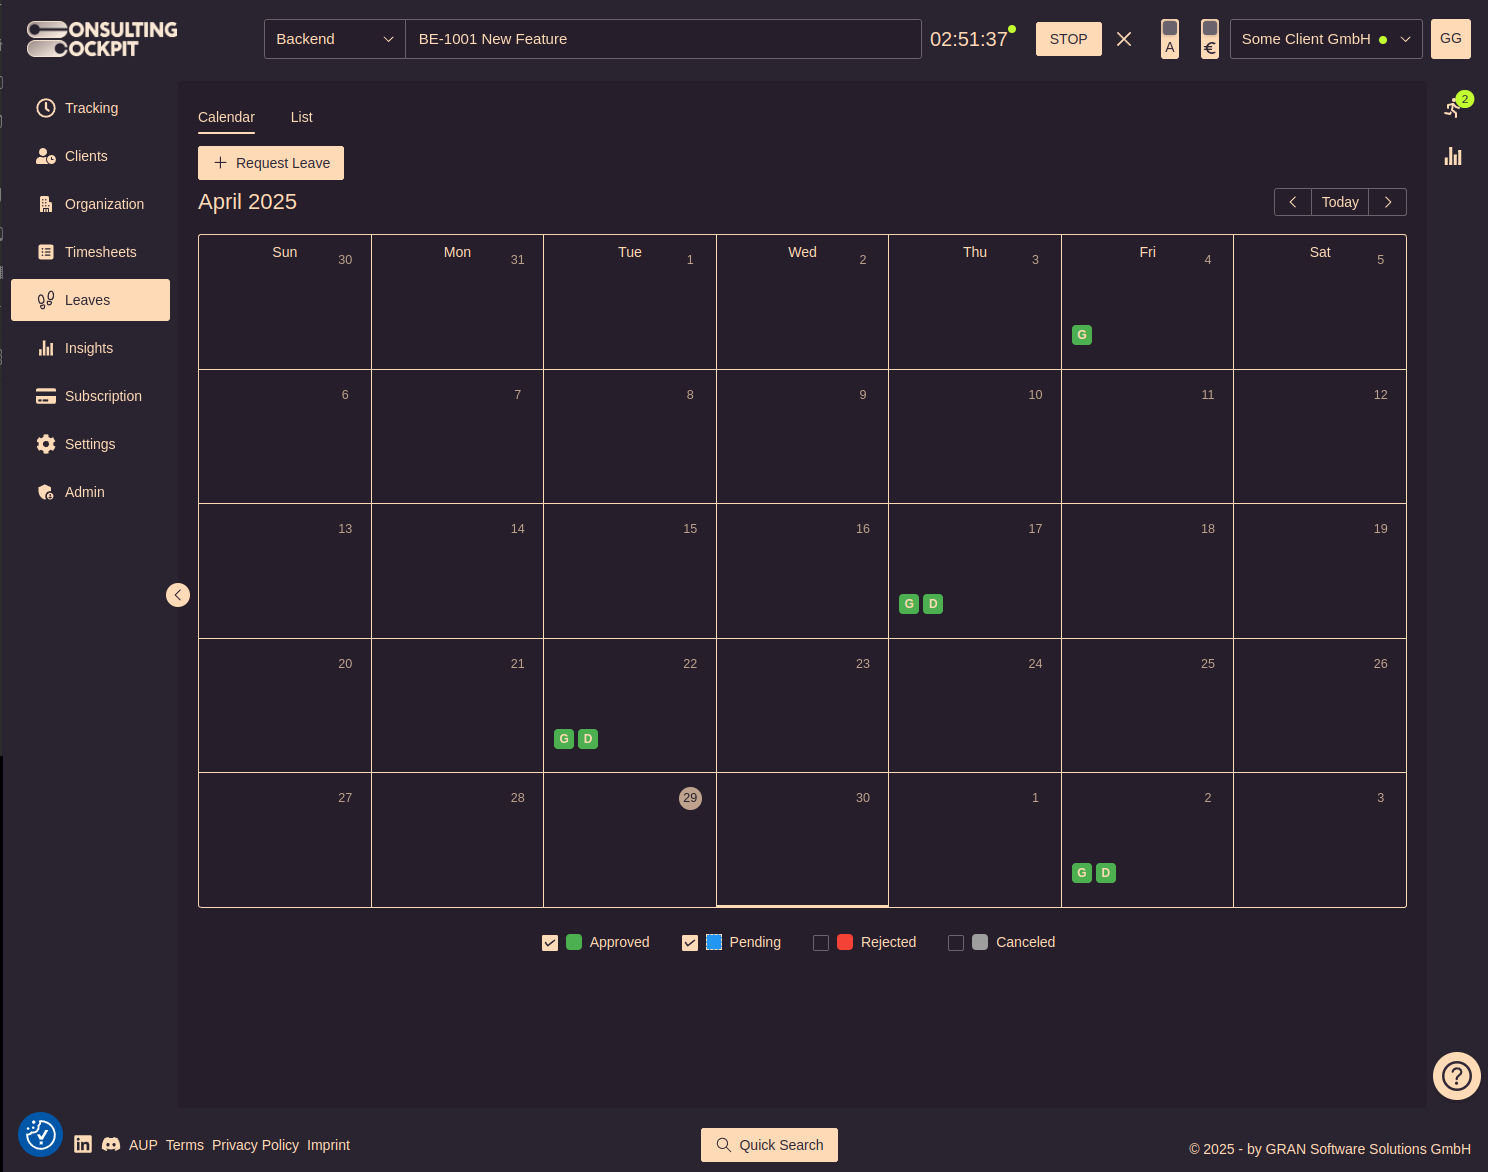 CONSULTING
COCKPIT
Backend
BE-1001 New Feature
02:51:37
STOP
A
€
Some Client GmbH
GG
Tracking
Clients
Organization
Timesheets
Leaves
Insights
Subscription
Settings
Admin
2
Calendar List
Request Leave
April 2025
Today
Sun Mon Tue Wed Thu Fri Sat
30 31 1 2 3 4 5
G
6 7 8 9 10 11 12
13 14 15 16 17 18 19
G D
20 21 22 23 24 25 26
G D
27 28 29 30 1 2 3
G D
Approved Pending Rejected Canceled
?
in AUP Terms Privacy Policy Imprint
Quick Search
© 2025 - by GRAN Software Solutions GmbH